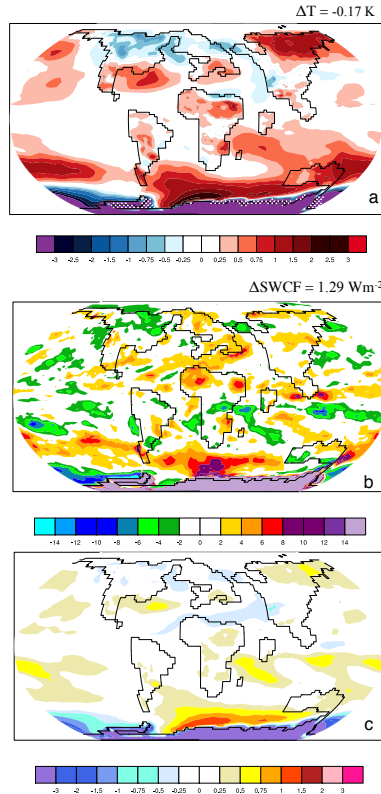 ΔT = -0.17 K
a
-3 -2 -1.5 -1 -0.75 -0.5 -0.25 0 0.25 0.5 0.75 1 1.5 2 2.5 3
ΔSWCF = 1.29 Wm-2
b
-14 -12 -10 -8 -6 -4 -2 0 2 4 6 8 10 12 14
c
-3 -2 -1.5 -1 -0.75 -0.5 -0.25 0 0.25 0.5 0.75 1 1.5 2 3